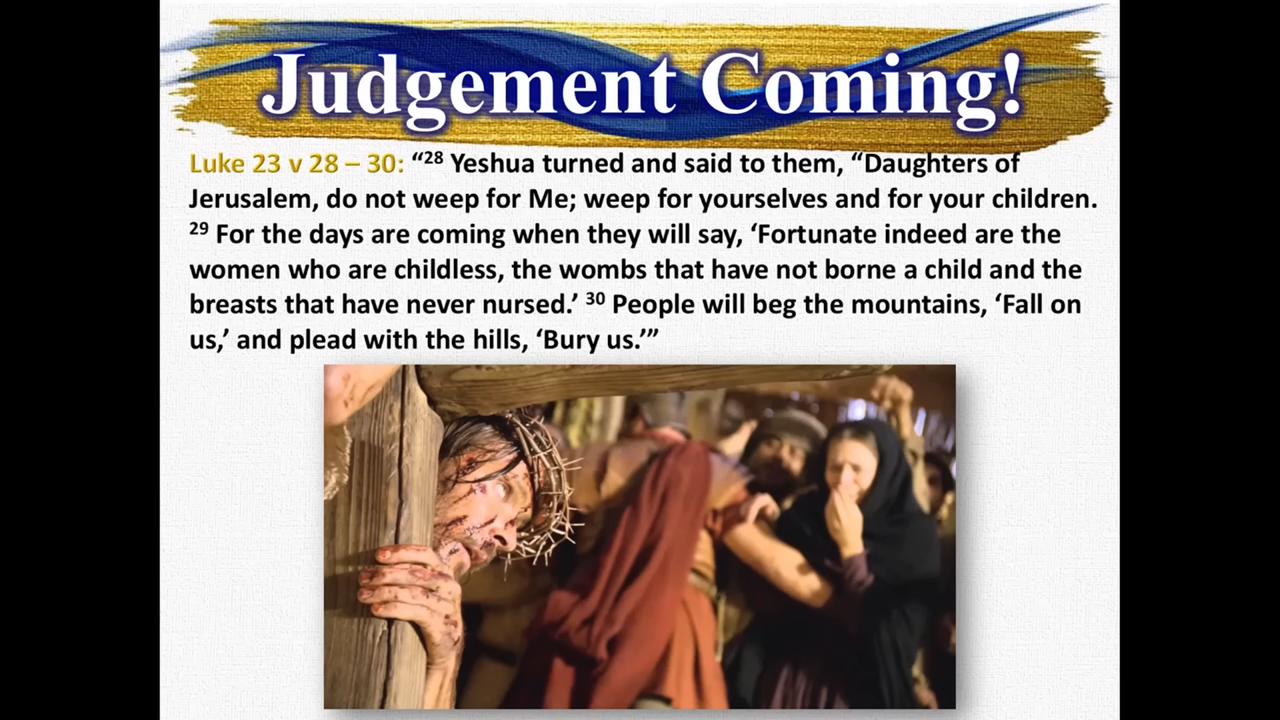 Judgement Coming!
Luke 23 v 28 – 30: “²⁸ Yeshua turned and said to them, “Daughters of
Jerusalem, do not weep for Me; weep for yourselves and for your children.
²⁹ For the days are coming when they will say, ‘Fortunate indeed are the
women who are childless, the wombs that have not borne a child and the
breasts that have never nursed.’ ³⁰ People will beg the mountains, ‘Fall on
us,’ and plead with the hills, ‘Bury us.’”